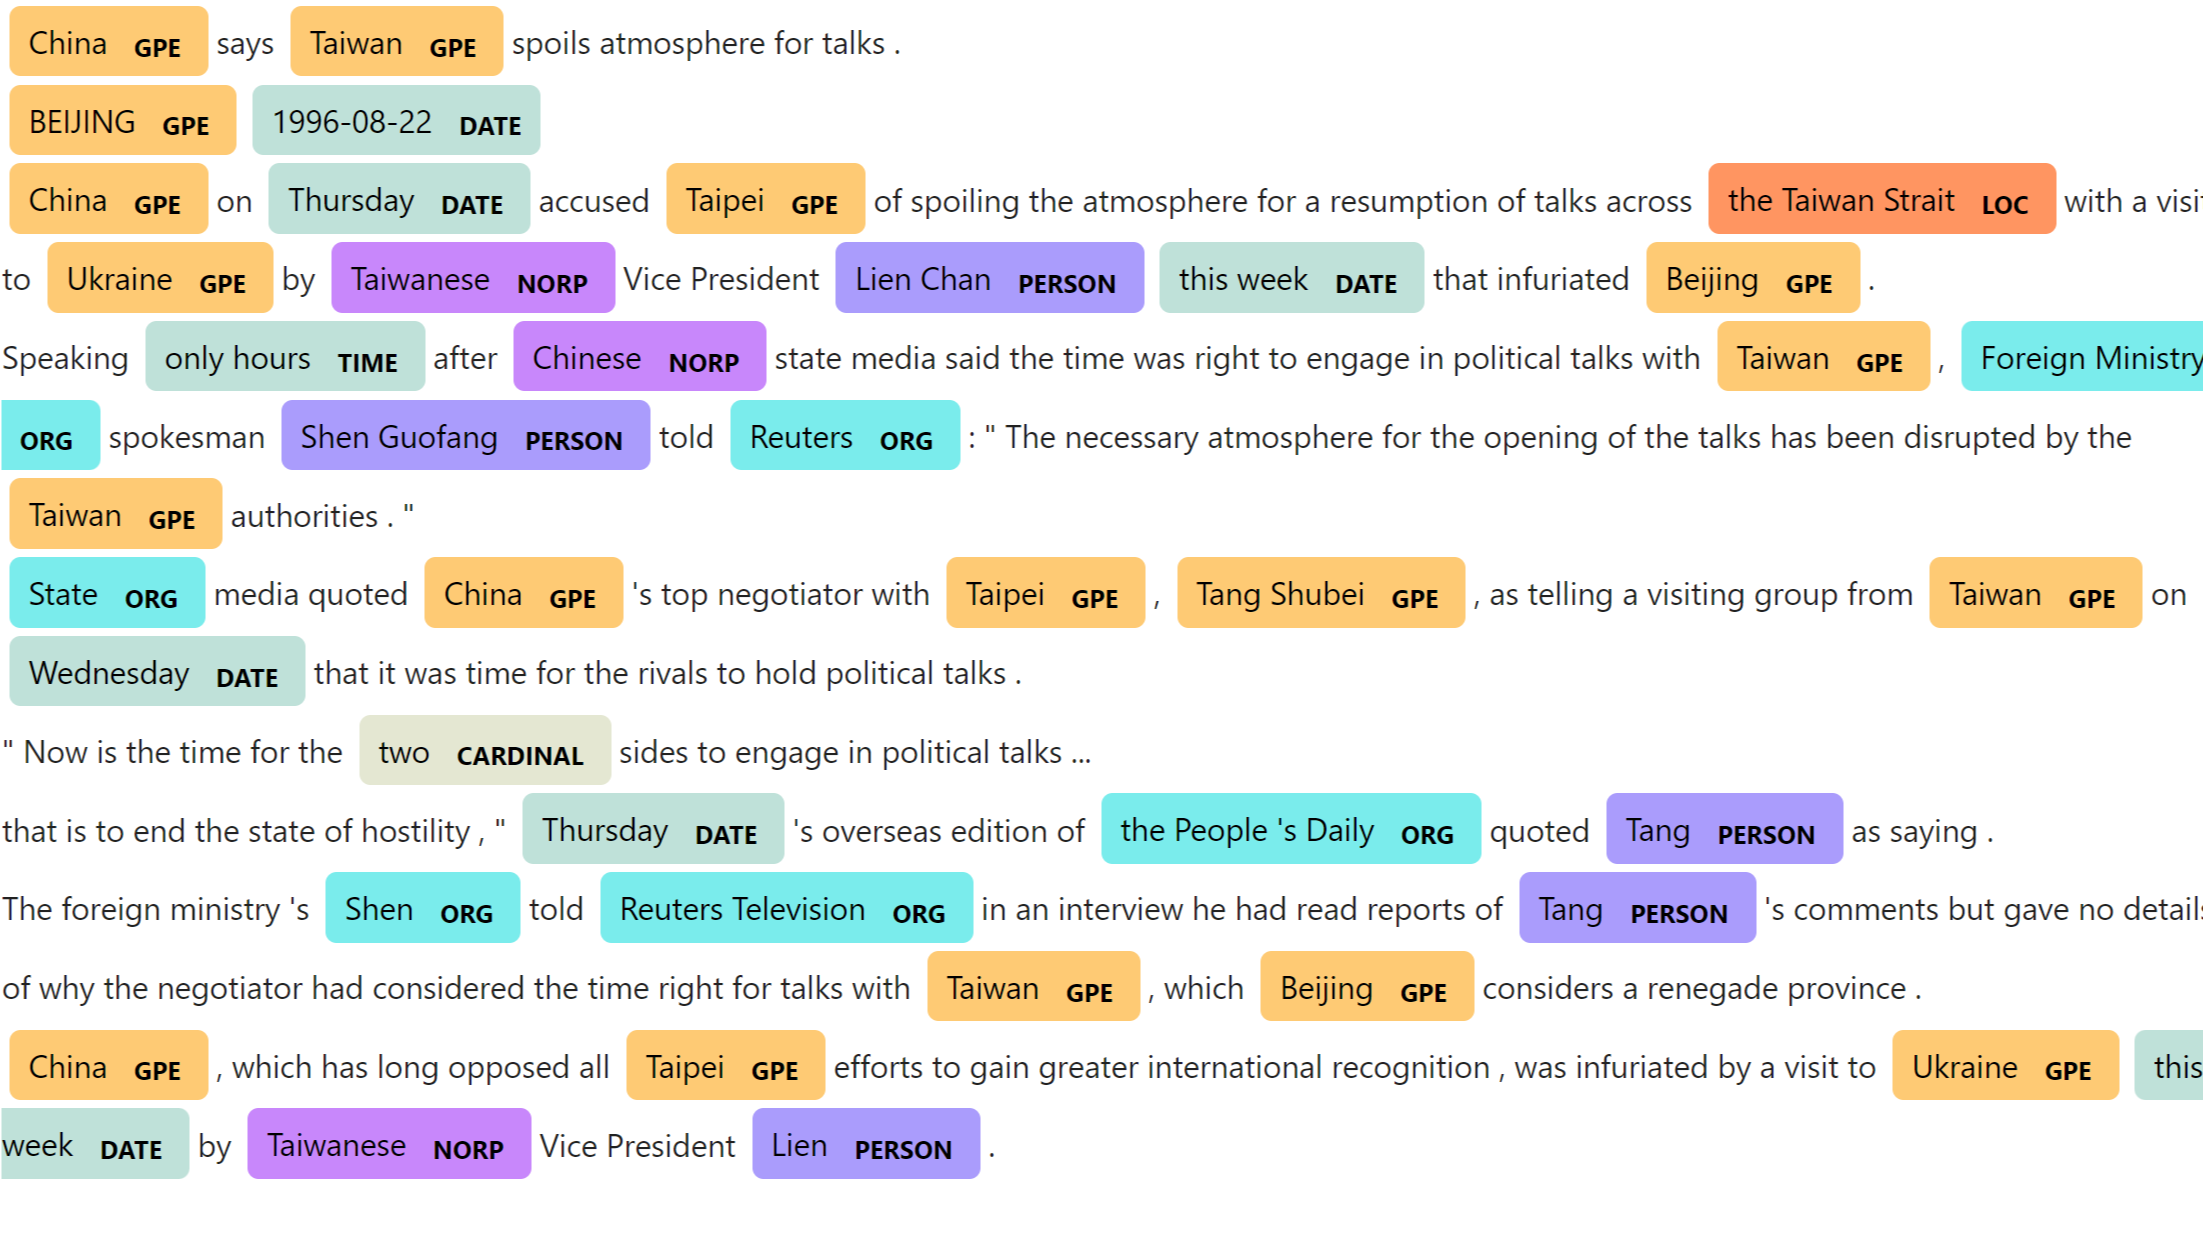 China GPE says Taiwan GPE spoils atmosphere for talks .
BEIJING GPE 1996-08-22 DATE
China GPE on Thursday DATE accused Taipei GPE of spoiling the atmosphere for a resumption of talks across the Taiwan Strait LOC with a visit
to Ukraine GPE by Taiwanese NORP Vice President Lien Chan PERSON this week DATE that infuriated Beijing GPE .
Speaking only hours TIME after Chinese NORP state media said the time was right to engage in political talks with Taiwan GPE , Foreign Ministry
ORG spokesman Shen Guofang PERSON told Reuters ORG : " The necessary atmosphere for the opening of the talks has been disrupted by the
Taiwan GPE authorities . "
State ORG media quoted China GPE 's top negotiator with Taipei GPE , Tang Shubei GPE , as telling a visiting group from Taiwan GPE on
Wednesday DATE that it was time for the rivals to hold political talks .
" Now is the time for the two CARDINAL sides to engage in political talks ...
that is to end the state of hostility , " Thursday DATE 's overseas edition of the People 's Daily ORG quoted Tang PERSON as saying .
The foreign ministry 's Shen ORG told Reuters Television ORG in an interview he had read reports of Tang PERSON 's comments but gave no details
of why the negotiator had considered the time right for talks with Taiwan GPE , which Beijing GPE considers a renegade province .
China GPE , which has long opposed all Taipei GPE efforts to gain greater international recognition , was infuriated by a visit to Ukraine GPE this
week DATE by Taiwanese NORP Vice President Lien PERSON .